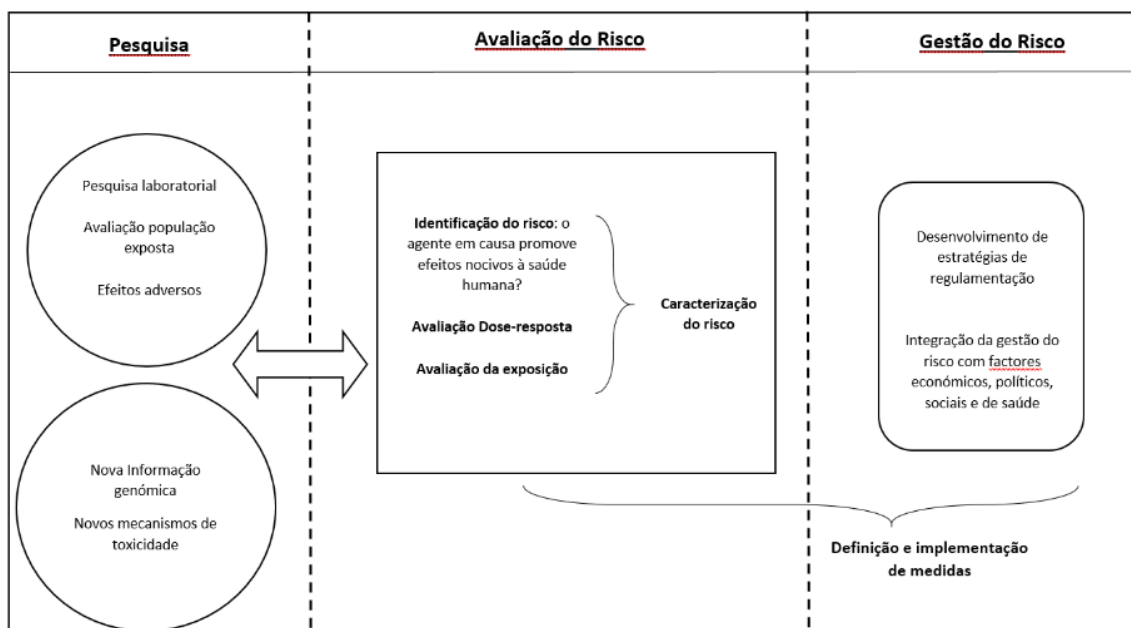 Pesquisa
Avaliação do Risco
Gestão do Risco
Pesquisa laboratorial
Avaliação população
exposta
Efeitos adversos
Nova Informação
genómica
Novos mecanismos de
toxicidade
Identificação do risco: o
agente em causa promove
efeitos nocivos à saúde
humana?
Avaliação Dose-resposta
Avaliação da exposição
Caracterização
do risco
Desenvolvimento de
estratégias de
regulamentação
Integração da gestão do
risco com factores
económicos, políticos,
sociais e de saúde
Definição e implementação
de medidas